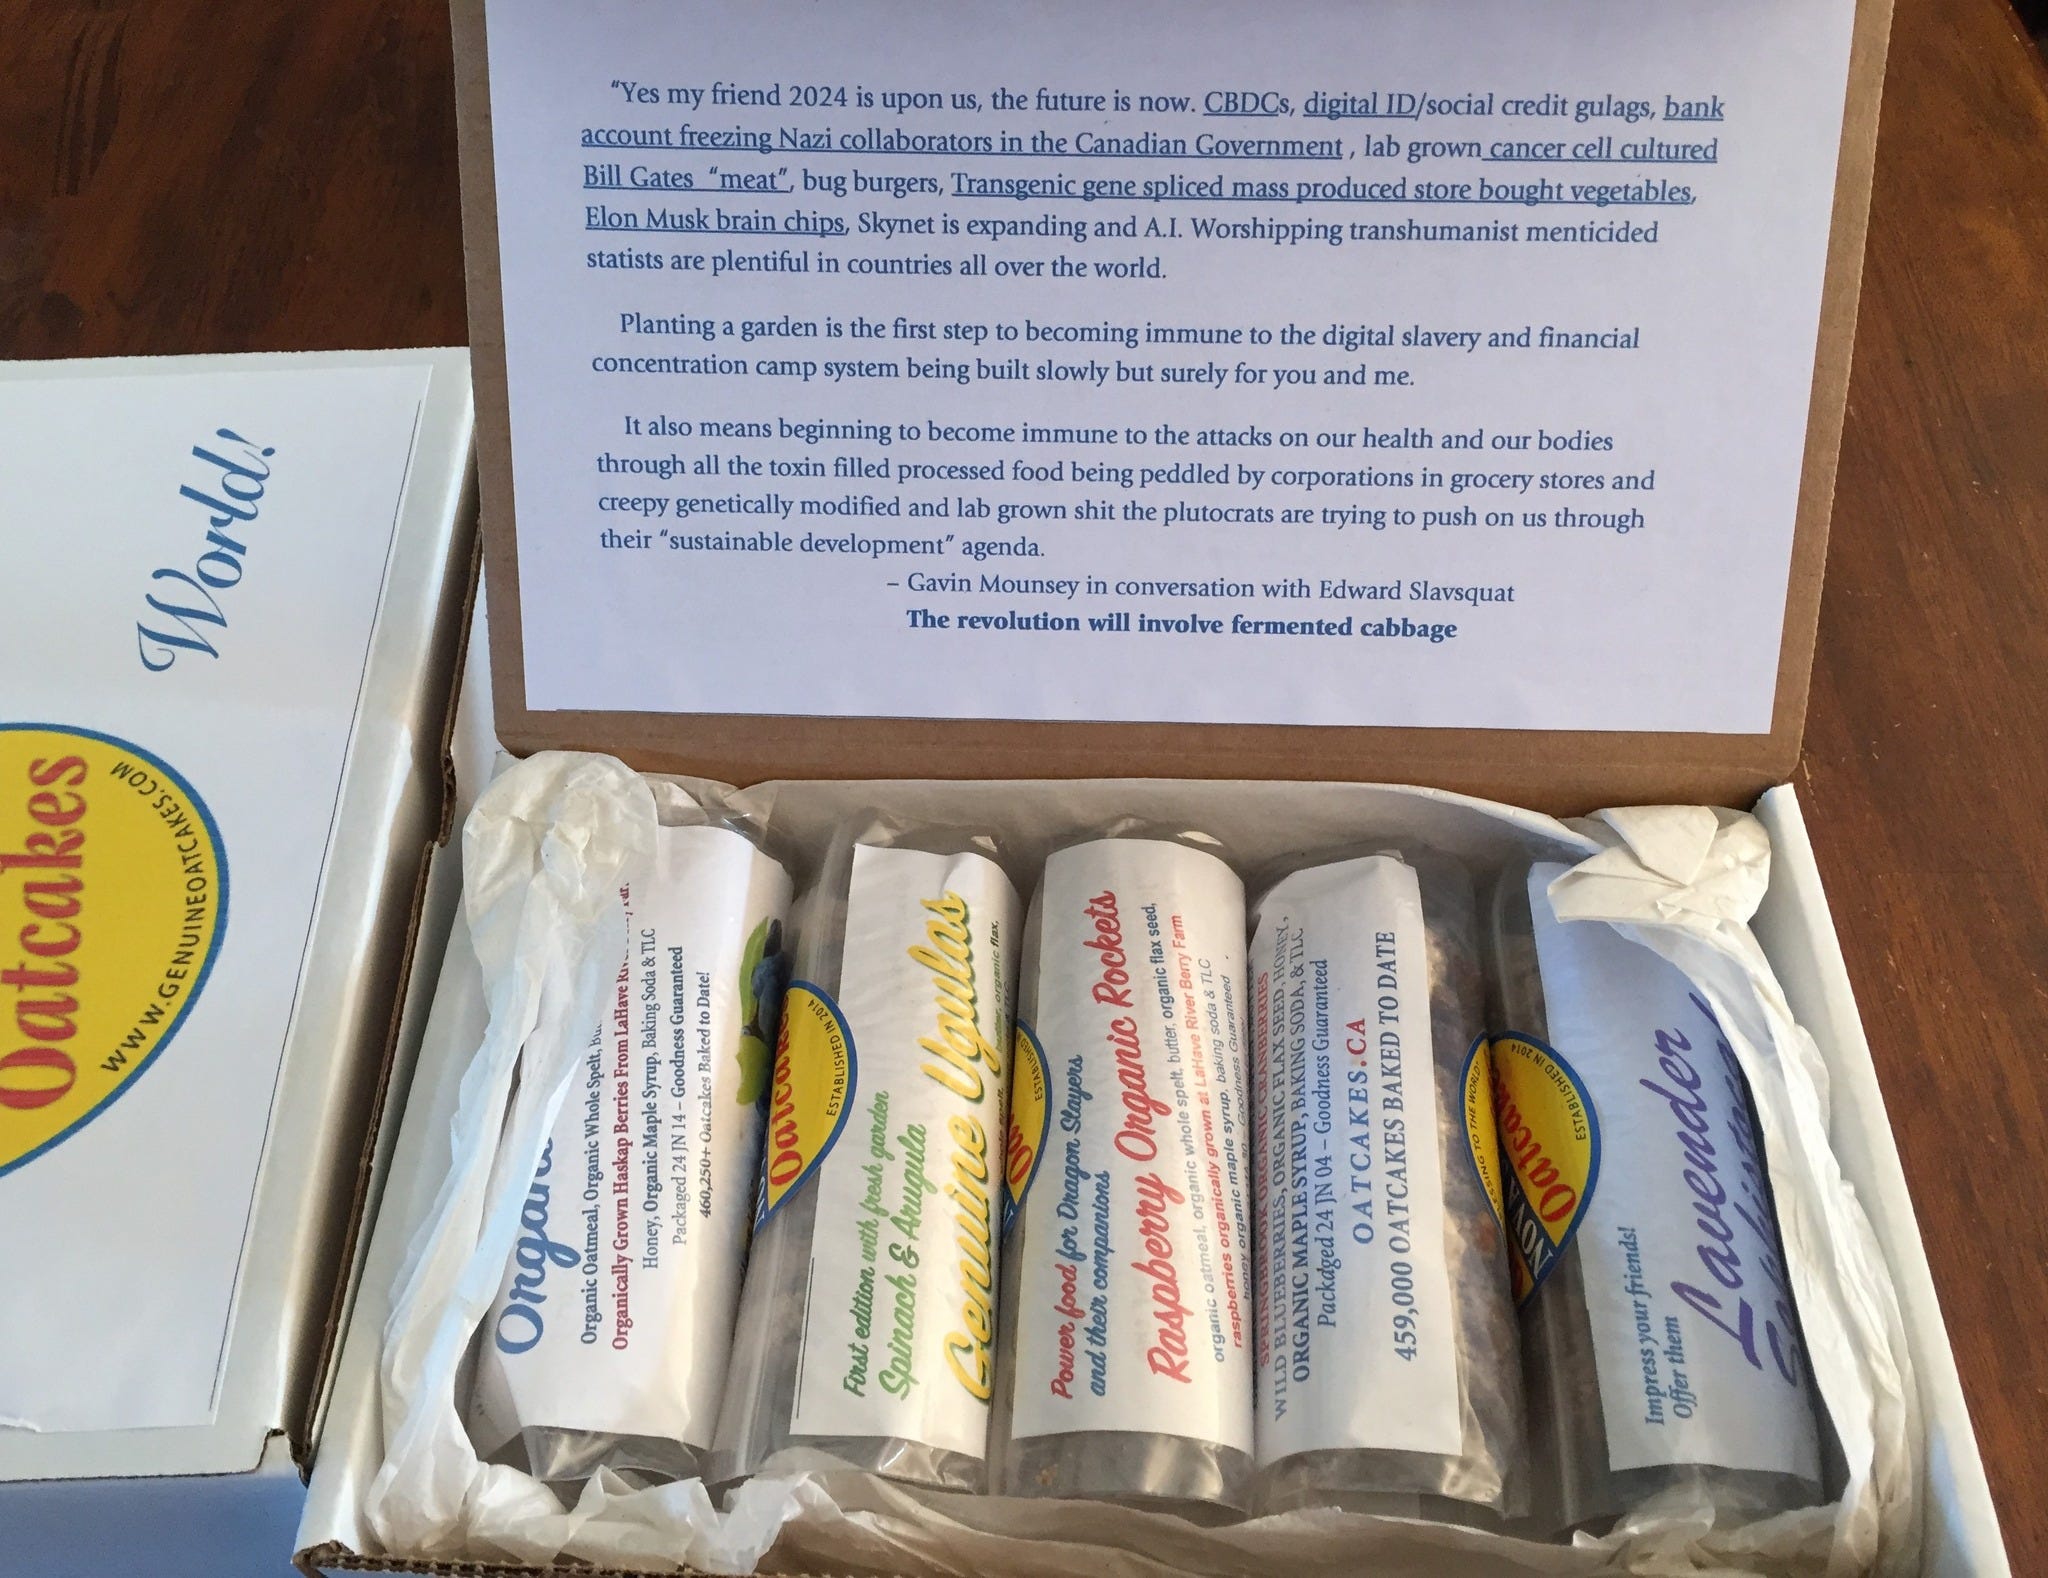 “Yes my friend 2024 is upon us, the future is now. CBDCs, digital ID/social credit gulags, bank
account freezing Nazi collaborators in the Canadian Government , lab grown cancer cell cultured
Bill Gates “meat”, bug burgers, Transgenic gene spliced mass produced store bought vegetables,
Elon Musk brain chips, Skynet is expanding and A.I. Worshipping transhumanist menticided
statists are plentiful in countries all over the world.
Planting a garden is the first step to becoming immune to the digital slavery and financial
concentration camp system being built slowly but surely for you and me.
It also means beginning to become immune to the attacks on our health and our bodies
through all the toxin filled processed food being peddled by corporations in grocery stores and
creepy genetically modified and lab grown shit the plutocrats are trying to push on us through
their “sustainable development” agenda.
– Gavin Mounsey in conversation with Edward Slavsquat
The revolution will involve fermented cabbage
World!
Oatcakes
WWW.GENUINEOATCAKES.COM
Organic Oatmeal, Organic Whole Spelt,
Organically Grown Haskap Berries From LaHave
Honey, Organic Maple Syrup, Baking Soda & TLC
Packaged 24 JN 14 – Goodness Guaranteed
460,250+ Oatcakes Baked to Date!
Oatcakes
ESTABLISHED IN 2014
First edition with fresh garden
Spinach & Arugula
Genuine Ugulas
organic flax,
ESTABLISHED
Power food for Dragon Slayers
and their companions
Raspberry Organic Rockets
organic oatmeal, organic whole spelt, butter, organic flax seed,
raspberries organically grown at LaHave River Berry Farm
honey organic maple syrup, baking soda & TLC
Goodness Guaranteed
SPRINGBROOK ORGANIC CRANBERRIES
WILD BLUEBERRIES, ORGANIC FLAX SEED, HONEY,
ORGANIC MAPLE SYRUP, BAKING SODA, & TLC
Packadged 24 JN 04 – Goodness Guaranteed
OATCAKES.CA
459,000 OATCAKES BAKED TO DATE
TO THE WORLD
ESTABLISHED IN 2014
Impress your friends!
Offer them
Lavender